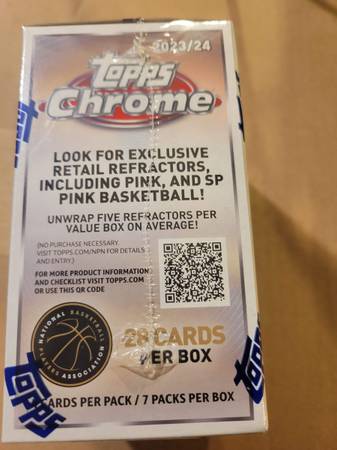 2023/24
Topps
Chrome
LOOK FOR EXCLUSIVE
RETAIL REFRACTORS,
INCLUDING PINK, AND SP
PINK BASKETBALL!
UNWRAP FIVE REFRACTORS PER
VALUE BOX ON AVERAGE!
(NO PURCHASE NECESSARY.
VISIT TOPPS.COM/NPN FOR DETAILS
AND ENTRY.)
FOR MORE PRODUCT INFORMATION
AND CHECKLIST VISIT TOPPS.COM
OR USE THIS QR CODE
NATIONAL BASKETBALL
PLAYERS ASSOCIATION
28 CARDS
PER BOX
CARDS PER PACK / 7 PACKS PER BOX
Topps
Topps